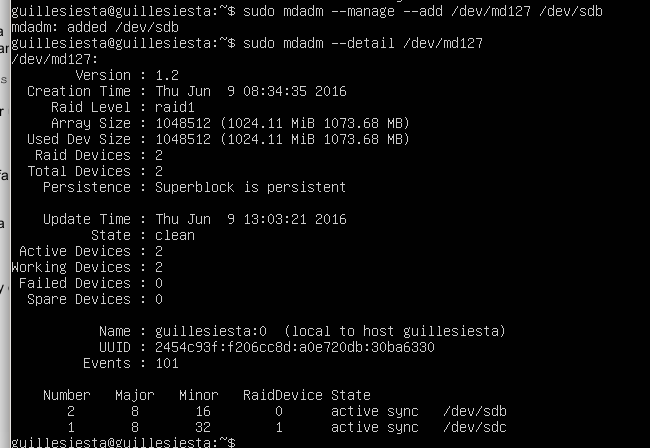 guillesiesta@guillesiesta:~$ sudo mdadm --manage --add /dev/md127 /dev/sdb
mdadm: added /dev/sdb
guillesiesta@guillesiesta:~$ sudo mdadm --detail /dev/md127
/dev/md127:
Version : 1.2
Creation Time : Thu Jun  9 08:34:35 2016
Raid Level : raid1
Array Size : 1048512 (1024.11 MiB 1073.68 MB)
Used Dev Size : 1048512 (1024.11 MiB 1073.68 MB)
Raid Devices : 2
Total Devices : 2
Persistence : Superblock is persistent
Update Time : Thu Jun  9 13:03:21 2016
State : clean
Active Devices : 2
Working Devices : 2
Failed Devices : 0
Spare Devices : 0
Name : guillesiesta:0  (local to host guillesiesta)
UUID : 2454c93f:f206cc8d:a0e720db:30ba6330
Events : 101
Number   Major   Minor   RaidDevice State
2       8       16        0      active sync   /dev/sdb
1       8       32        1      active sync   /dev/sdc
guillesiesta@guillesiesta:~$